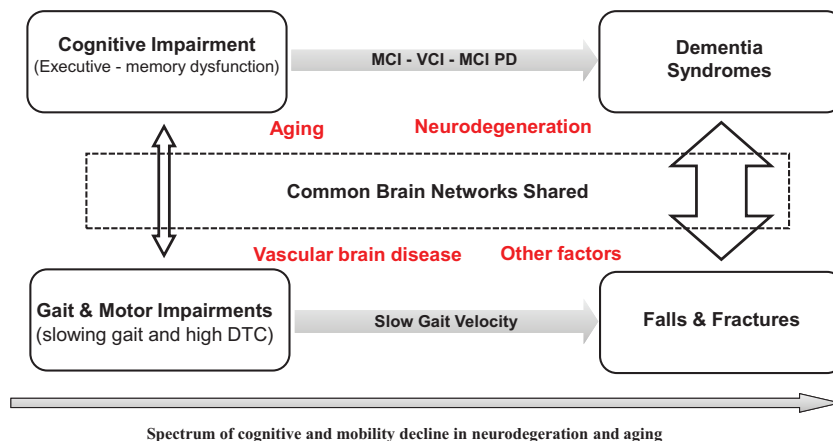 Cognitive Impairment
(Executive - memory dysfunction)
MCI - VCI - MCI PD
Dementia
Syndromes
Aging
Neurodegeneration
Common Brain Networks Shared
Vascular brain disease
Other factors
Gait & Motor Impairments
(slowing gait and high DTC)
Slow Gait Velocity
Falls & Fractures
Spectrum of cognitive and mobility decline in neurodegeration and aging